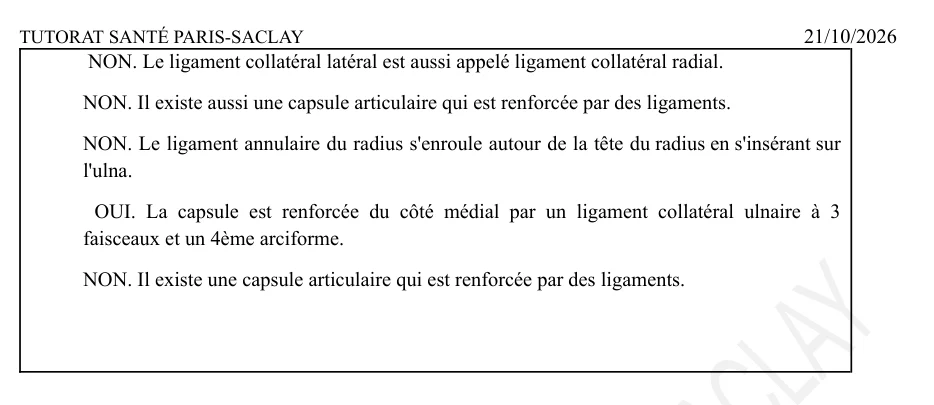 TUTORAT SANTÉ PARIS-SACLAY 21/10/2026
NON. Le ligament collatéral latéral est aussi appelé ligament collatéral radial.
NON. Il existe aussi une capsule articulaire qui est renforcée par des ligaments.
NON. Le ligament annulaire du radius s'enroule autour de la tête du radius en s'insérant sur
l'ulna.
OUI. La capsule est renforcée du côté médial par un ligament collatéral ulnaire à 3
faisceaux et un 4ème arciforme.
NON. Il existe une capsule articulaire qui est renforcée par des ligaments.
CLAY